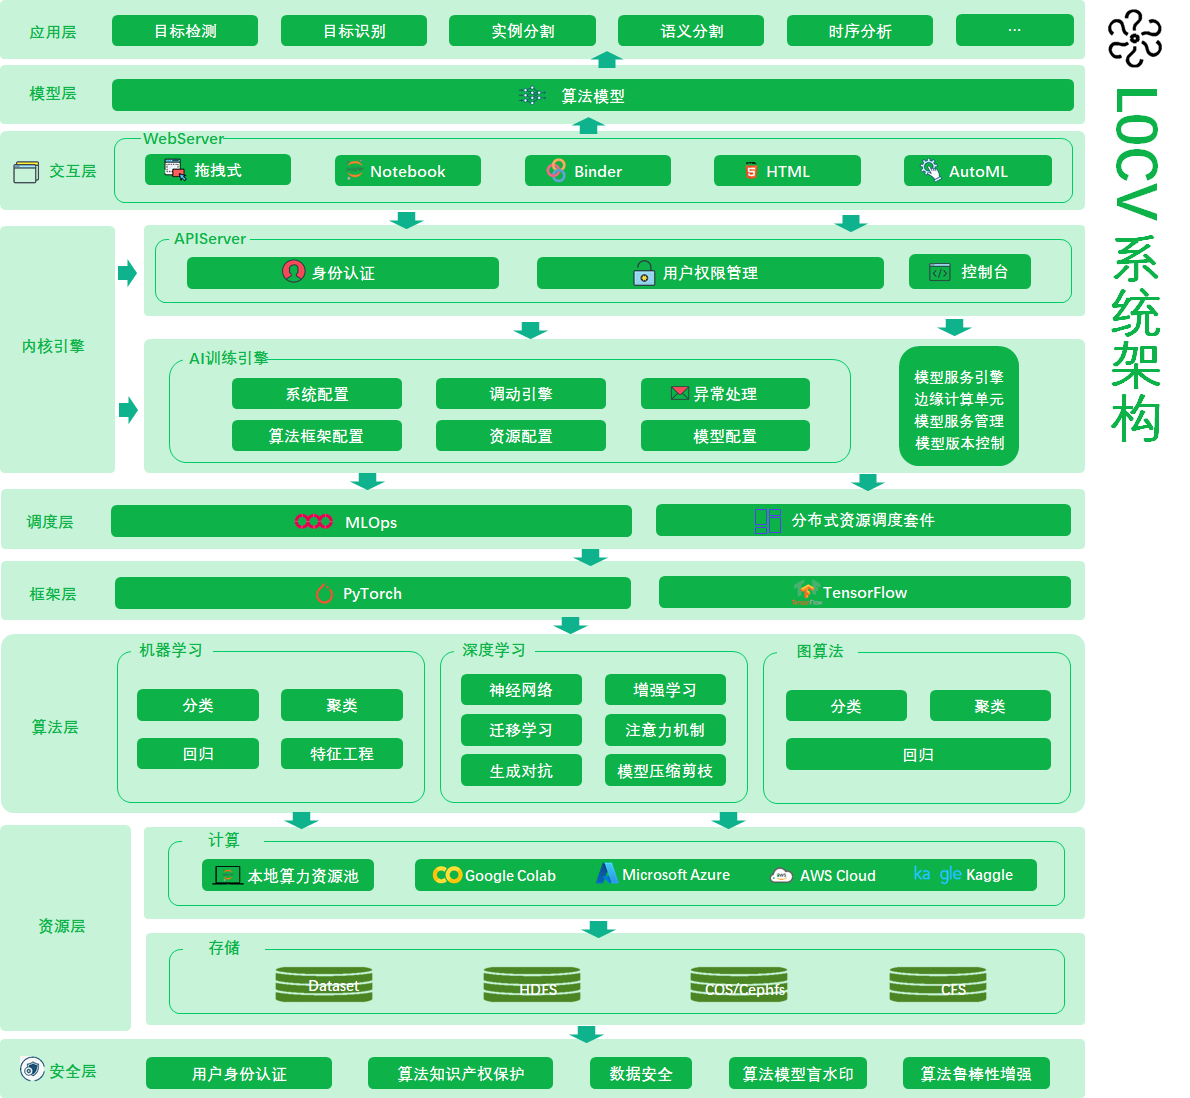 应用层
目标检测
目标识别
实例分割
语义分割
时序分析
...
模型层
算法模型
WebServer
交互层
拖拽式
Notebook
Binder
HTML
AutoML
LOCV 系统架构
APIServer
身份认证
用户权限管理
控制台
内核引擎
AI训练引擎
系统配置
调动引擎
异常处理
算法框架配置
资源配置
模型配置
模型服务引擎
边缘计算单元
模型服务管理
模型版本控制
调度层
MLOps
分布式资源调度套件
框架层
PyTorch
TensorFlow
算法层
机器学习
分类
聚类
回归
特征工程
深度学习
神经网络
增强学习
迁移学习
注意力机制
生成对抗
模型压缩剪枝
图算法
分类
聚类
回归
资源层
计算
本地算力资源池
Google Colab
Microsoft Azure
aws
AWS Cloud
ka gle
Kaggle
存储
Dataset
HDFS
COS/Cephfs
CFS
安全层
用户身份认证
算法知识产权保护
数据安全
算法模型盲水印
算法鲁棒性增强